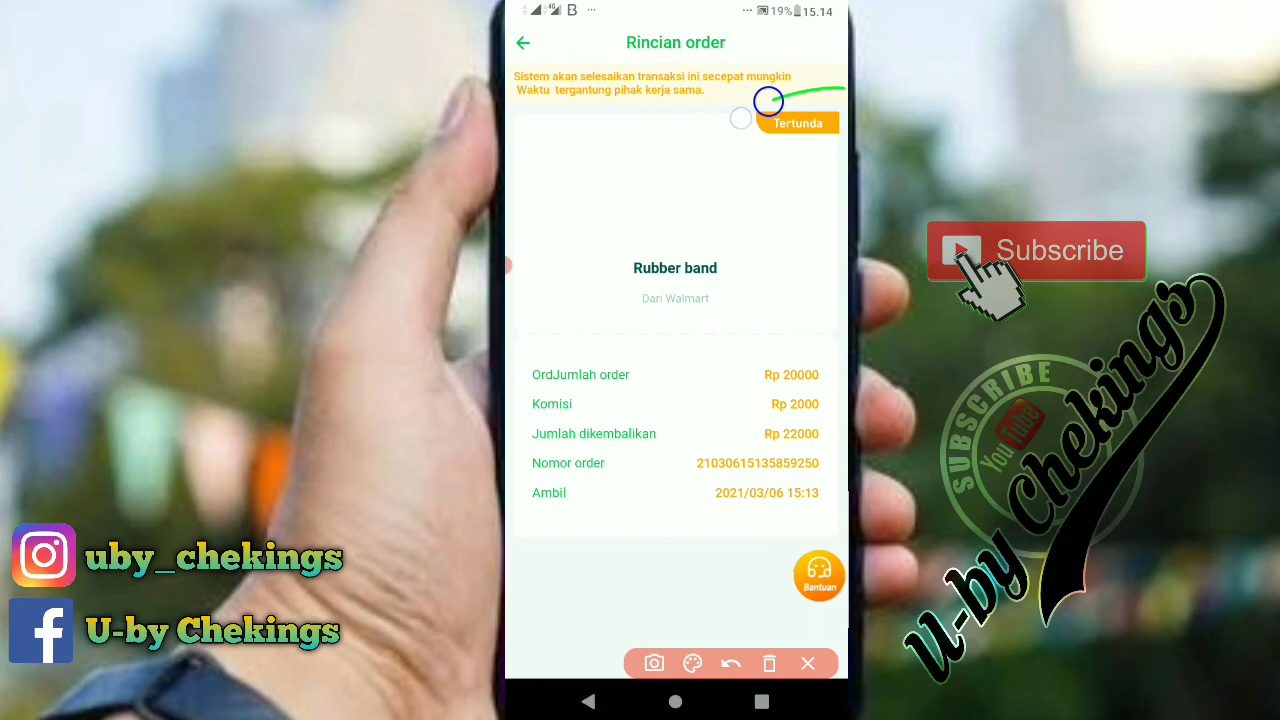 4G
B
19%
15.14
Rincian order
Sistem akan selesaikan transaksi ini secepat mungkin
Waktu tergantung pihak kerja sama.
Tertunda
Rubber band
Dari Walmart
OrdJumlah order Rp 20000
Komisi Rp 2000
Jumlah dikembalikan Rp 22000
Nomor order 21030615135859250
Ambil 2021/03/06 15:13
Bantuan
Subscribe
SUBSCRIBE
YouTube
U-by Chekings
uby_chekings
U-by Chekings